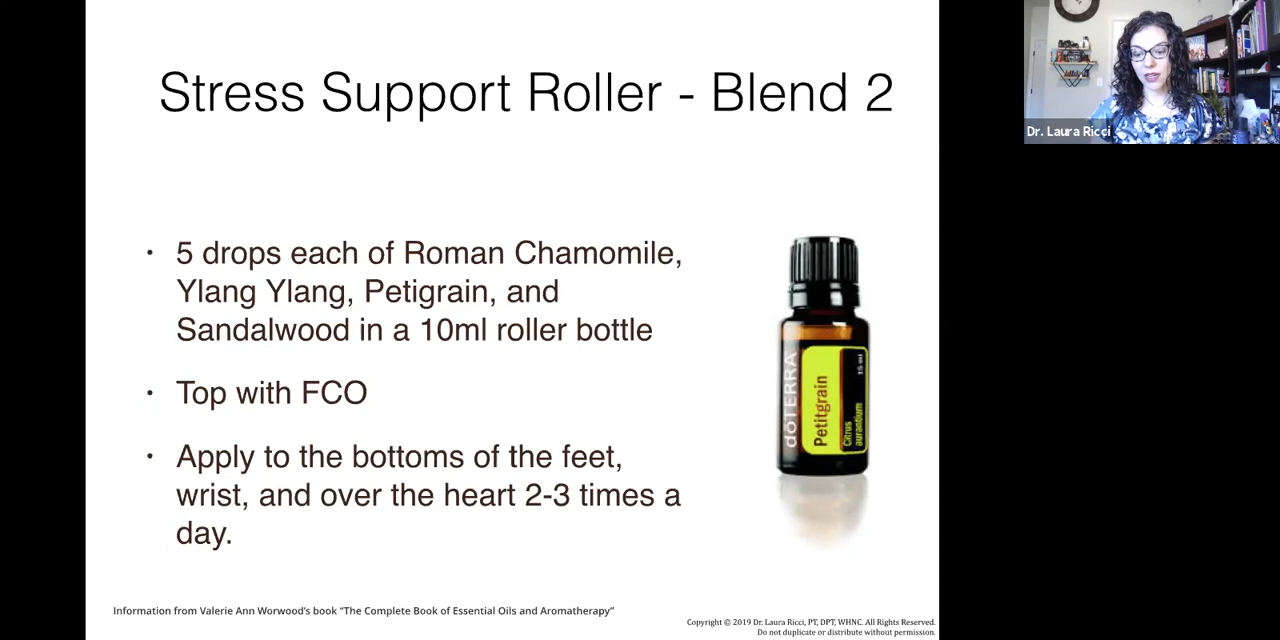 Stress Support Roller - Blend 2
• 5 drops each of Roman Chamomile,
Ylang Ylang, Petigrain, and
Sandalwood in a 10ml roller bottle
• Top with FCO
• Apply to the bottoms of the feet,
wrist, and over the heart 2-3 times a
day.
dōTERRA
Petitgrain
Citrus
aurantium
15 ml
Information from Valerie Ann Worwood's book "The Complete Book of Essential Oils and Aromatherapy"
Copyright © 2019 Dr. Laura Ricci, PT, DPT, WHNC. All Rights Reserved.
Do not duplicate or distribute without permission.
Dr. Laura Ricci